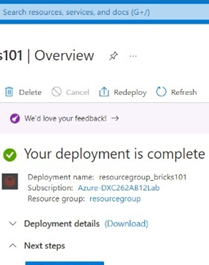 Search resources, services, and docs (G+/)
s101 | Overview
Delete Cancel Redeploy Refresh
We'd love your feedback! →
Your deployment is complete
Deployment name: resourcegroup_bricks101
Subscription: Azure-DXC262AB12Lab
Resource group: resourcegroup
Deployment details (Download)
Next steps